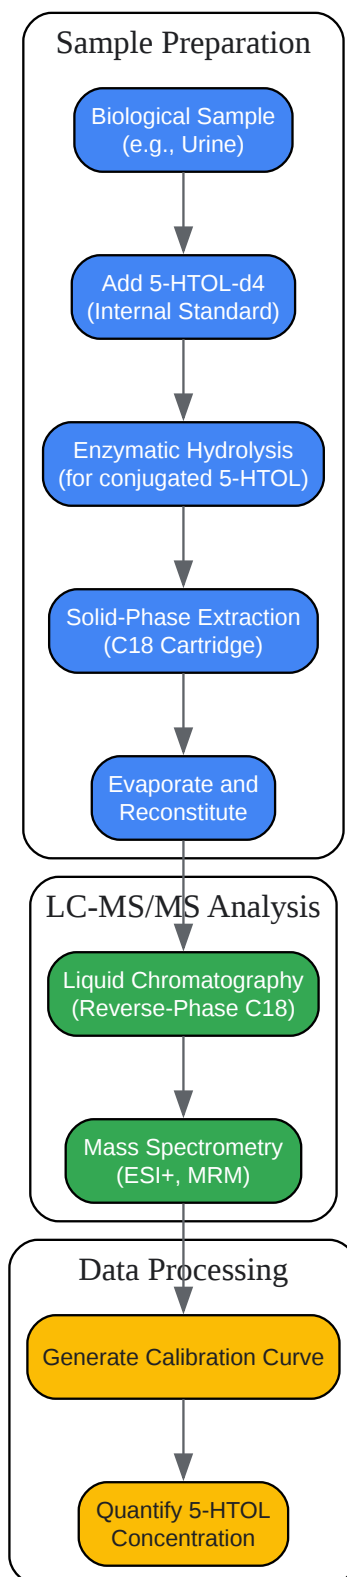 Sample Preparation
Biological Sample
(e.g., Urine)
Add 5-HTOL-d4
(Internal Standard)
Enzymatic Hydrolysis
(for conjugated 5-HTOL)
Solid-Phase Extraction
(C18 Cartridge)
Evaporate and
Reconstitute
LC-MS/MS Analysis
Liquid Chromatography
(Reverse-Phase C18)
Mass Spectrometry
(ESI+, MRM)
Data Processing
Generate Calibration Curve
Quantify 5-HTOL
Concentration